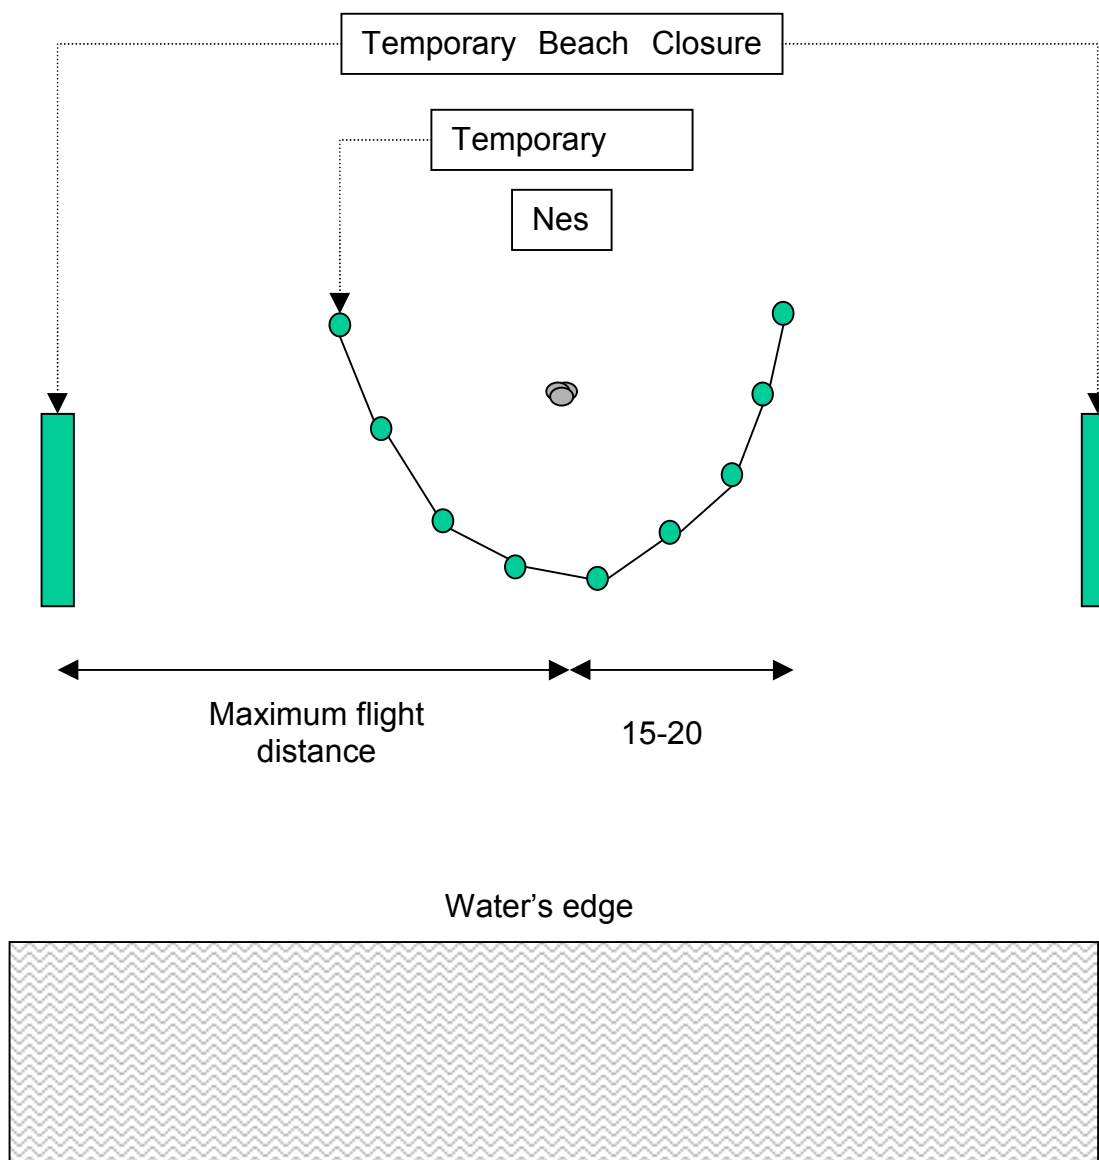 Temporary Beach Closure
Temporary
Nes
Maximum flight
distance
15-20
Water’s edge